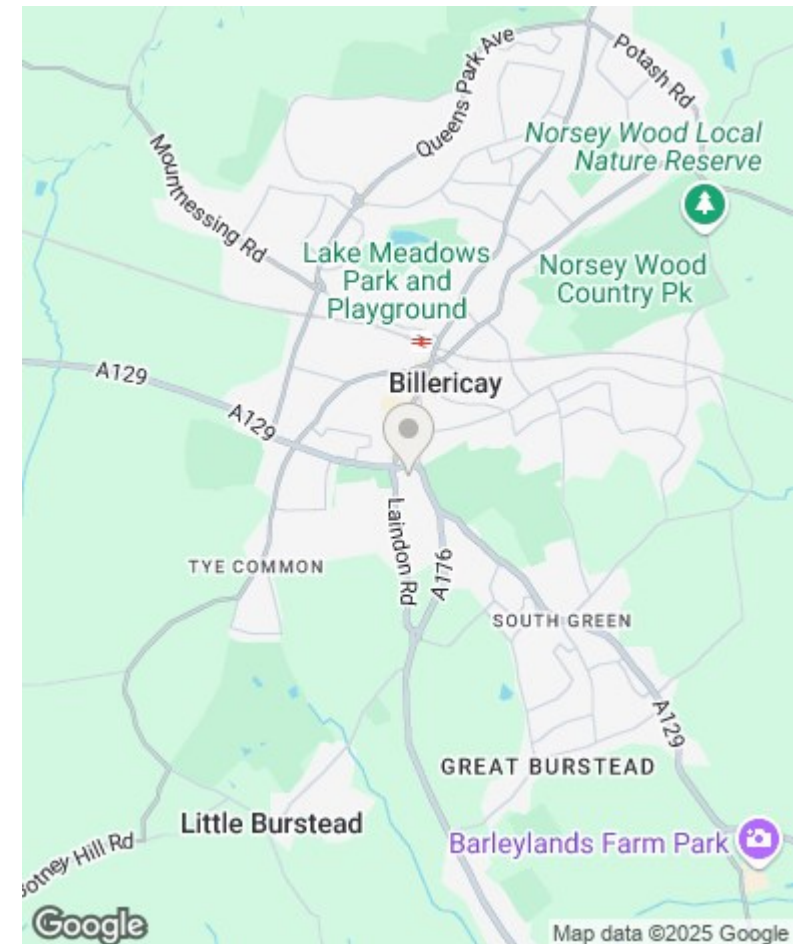 Queens Park Ave
Potash Rd
Norsey Wood Local
Nature Reserve
Mountnessing Rd
Lake Meadows
Park and
Playground
Norsey Wood
Country Pk
A129
Billericay
A129
Laindon Rd
A176
TYE COMMON
SOUTH GREEN
A129
GREAT BURSTEAD
Little Burstead
Barleylands Farm Park
Botney Hill Rd
Google
Map data ©2025 Google